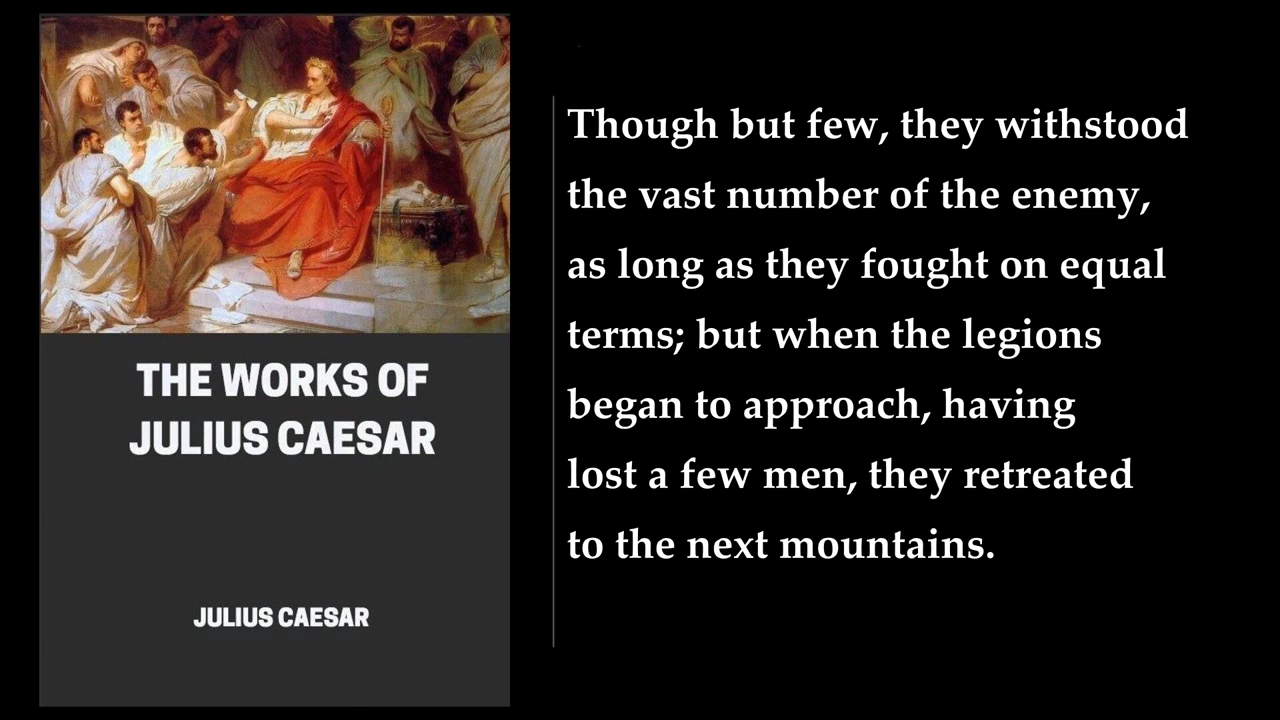 THE WORKS OF
JULIUS CAESAR
JULIUS CAESAR
Though but few, they withstood
the vast number of the enemy,
as long as they fought on equal
terms; but when the legions
began to approach, having
lost a few men, they retreated
to the next mountains.